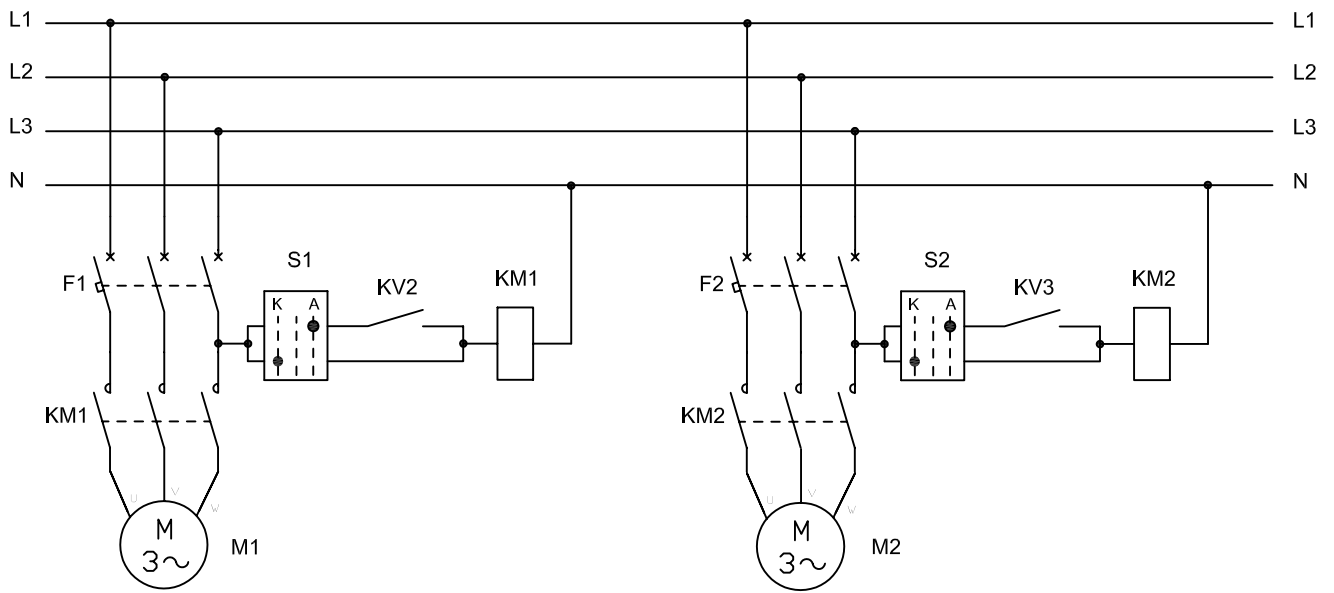 L1 L1
L2 L2
L3 L3
N N
S1 S2
F1 KV2 KM1 F2 KV3 KM2
K A K A
KM1 KM2
U V W U V W
M M
3~ M1 3~ M2